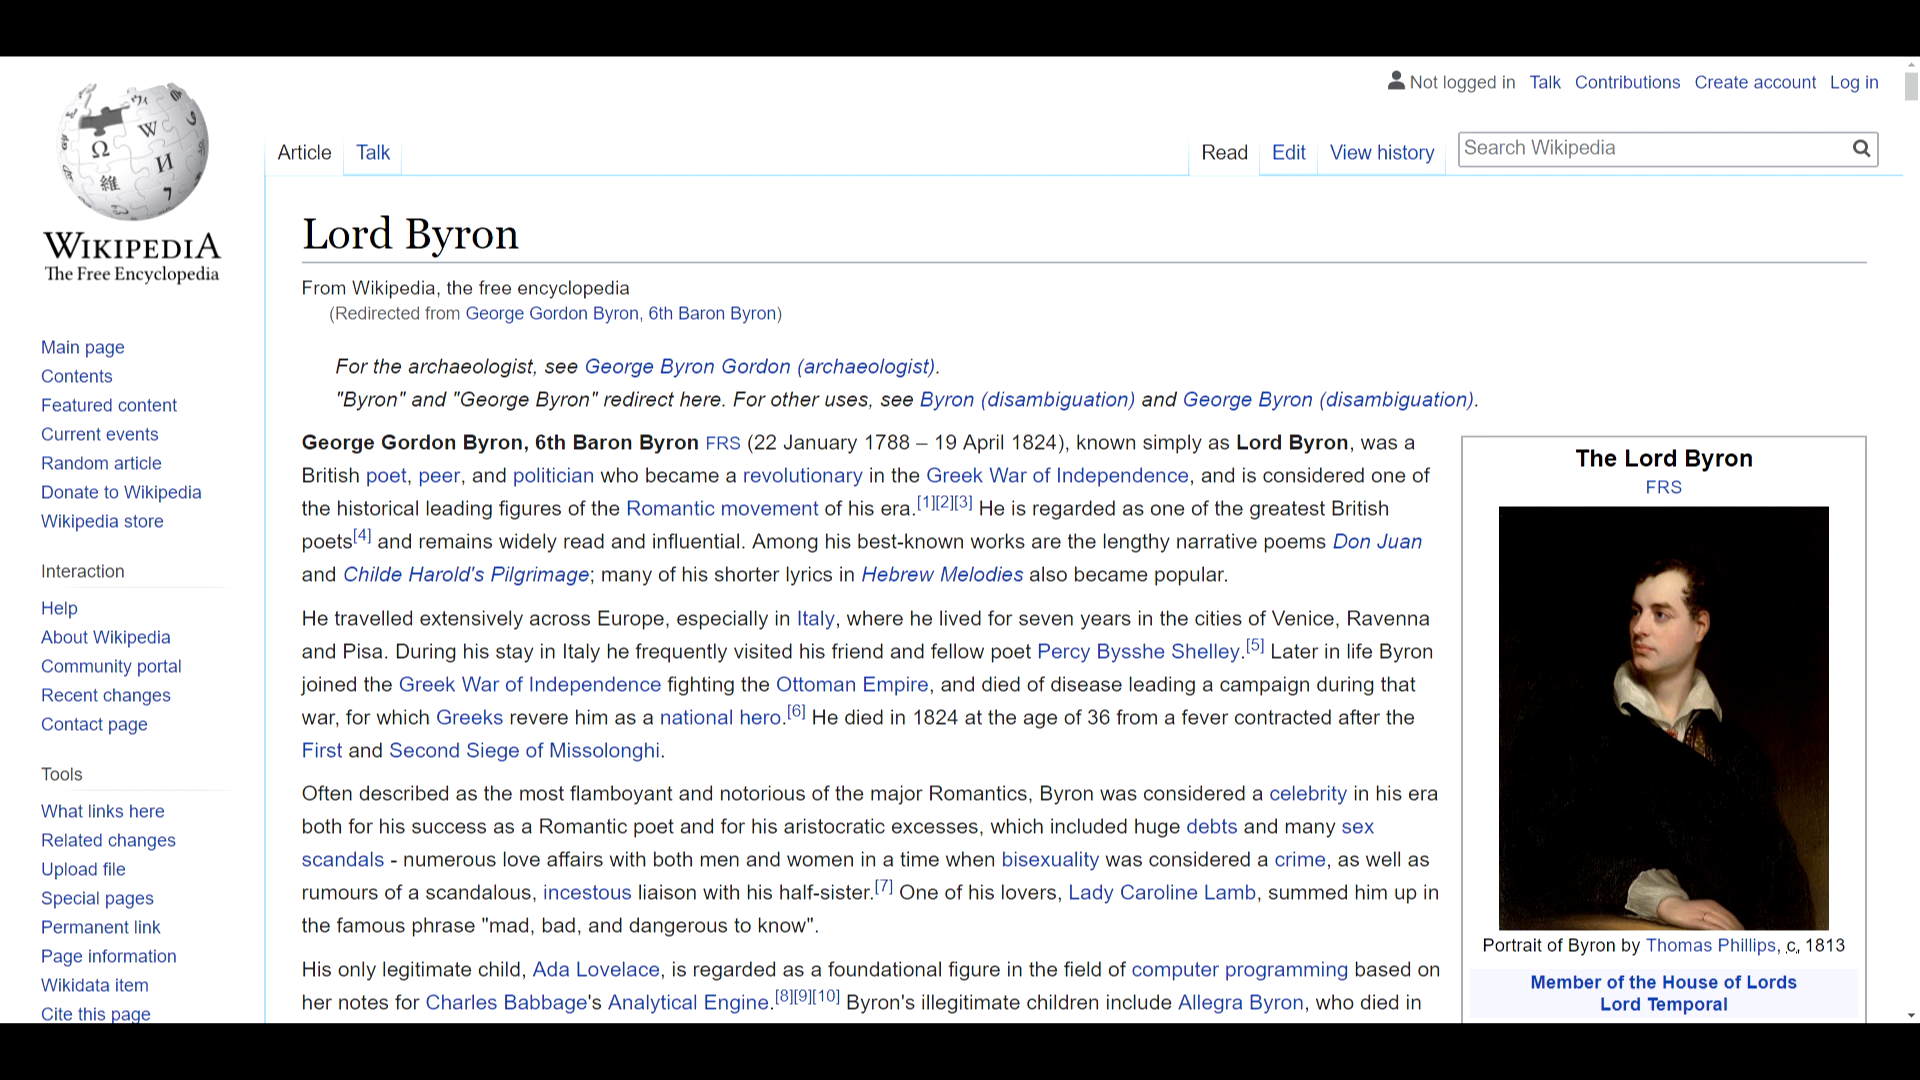 Not logged in Talk Contributions Create account Log in
Article Talk Read Edit View history Search Wikipedia
WIKIPEDIA
The Free Encyclopedia
Main page
Contents
Featured content
Current events
Random article
Donate to Wikipedia
Wikipedia store
Interaction
Help
About Wikipedia
Community portal
Recent changes
Contact page
Tools
What links here
Related changes
Upload file
Special pages
Permanent link
Page information
Wikidata item
Cite this page
Lord Byron
From Wikipedia, the free encyclopedia
(Redirected from George Gordon Byron, 6th Baron Byron)
For the archaeologist, see George Byron Gordon (archaeologist).
"Byron" and "George Byron" redirect here. For other uses, see Byron (disambiguation) and George Byron (disambiguation).
George Gordon Byron, 6th Baron Byron FRS (22 January 1788 – 19 April 1824), known simply as Lord Byron, was a
British poet, peer, and politician who became a revolutionary in the Greek War of Independence, and is considered one of
the historical leading figures of the Romantic movement of his era.[1][2][3] He is regarded as one of the greatest British
poets[4] and remains widely read and influential. Among his best-known works are the lengthy narrative poems Don Juan
and Childe Harold's Pilgrimage; many of his shorter lyrics in Hebrew Melodies also became popular.
He travelled extensively across Europe, especially in Italy, where he lived for seven years in the cities of Venice, Ravenna
and Pisa. During his stay in Italy he frequently visited his friend and fellow poet Percy Bysshe Shelley.[5] Later in life Byron
joined the Greek War of Independence fighting the Ottoman Empire, and died of disease leading a campaign during that
war, for which Greeks revere him as a national hero.[6] He died in 1824 at the age of 36 from a fever contracted after the
First and Second Siege of Missolonghi.
Often described as the most flamboyant and notorious of the major Romantics, Byron was considered a celebrity in his era
both for his success as a Romantic poet and for his aristocratic excesses, which included huge debts and many sex
scandals - numerous love affairs with both men and women in a time when bisexuality was considered a crime, as well as
rumours of a scandalous, incestous liaison with his half-sister.[7] One of his lovers, Lady Caroline Lamb, summed him up in
the famous phrase "mad, bad, and dangerous to know".
His only legitimate child, Ada Lovelace, is regarded as a foundational figure in the field of computer programming based on
her notes for Charles Babbage's Analytical Engine.[8][9][10] Byron's illegitimate children include Allegra Byron, who died in
The Lord Byron
FRS
Portrait of Byron by Thomas Phillips, c. 1813
Member of the House of Lords
Lord Temporal